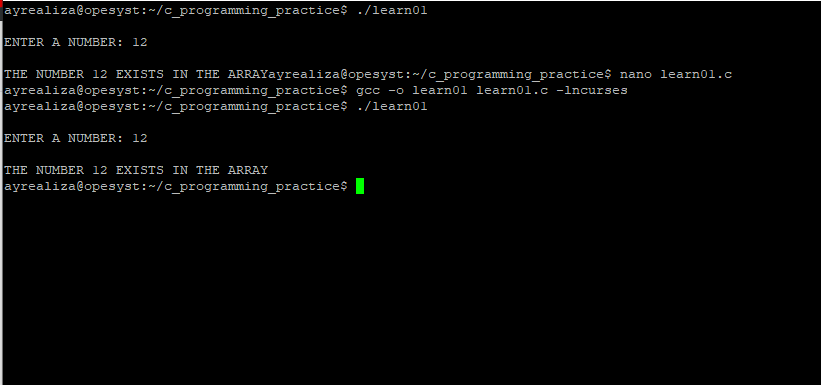 ayrealiza@opesyst:~/c_programming_practice$ ./learn01
ENTER A NUMBER: 12
THE NUMBER 12 EXISTS IN THE ARRAYayrealiza@opesyst:~/c_programming_practice$ nano learn01.c
ayrealiza@opesyst:~/c_programming_practice$ gcc -o learn01 learn01.c -lncurses
ayrealiza@opesyst:~/c_programming_practice$ ./learn01
ENTER A NUMBER: 12
THE NUMBER 12 EXISTS IN THE ARRAY
ayrealiza@opesyst:~/c_programming_practice$